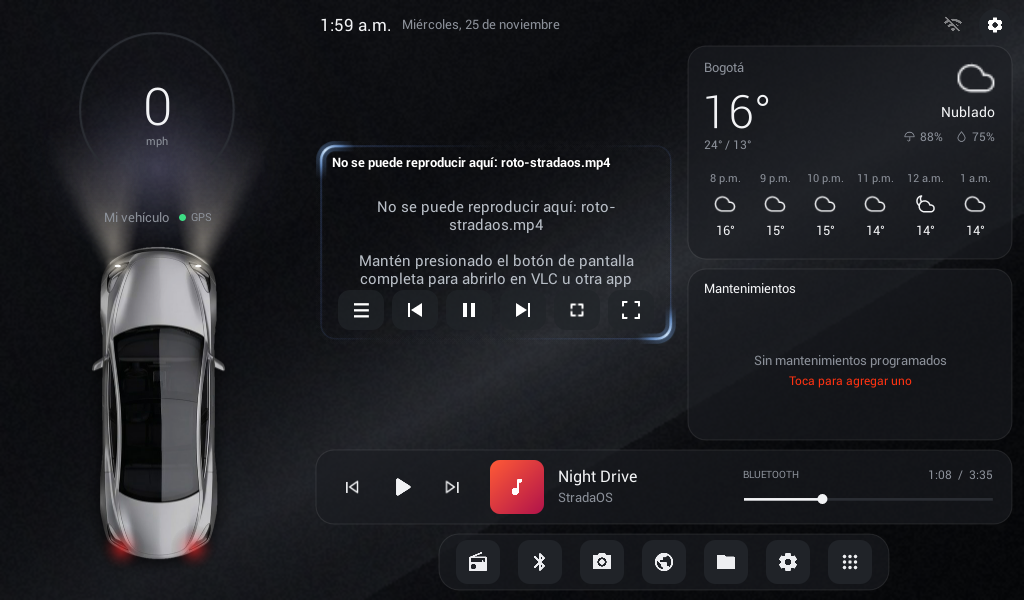 1:59 a.m. Miércoles, 25 de noviembre
0
mph
Mi vehículo GPS
No se puede reproducir aquí: roto-stradaos.mp4
No se puede reproducir aquí: roto-
stradaos.mp4
Mantén presionado el botón de pantalla
completa para abrirlo en VLC u otra app
Bogotá
16°
24° / 13°
Nublado
88% 75%
8 p.m. 9 p.m. 10 p.m. 11 p.m. 12 a.m. 1 a.m.
16° 15° 15° 14° 14° 14°
Mantenimientos
Sin mantenimientos programados
Toca para agregar uno
Night Drive
StradaOS
BLUETOOTH 1:08 / 3:35